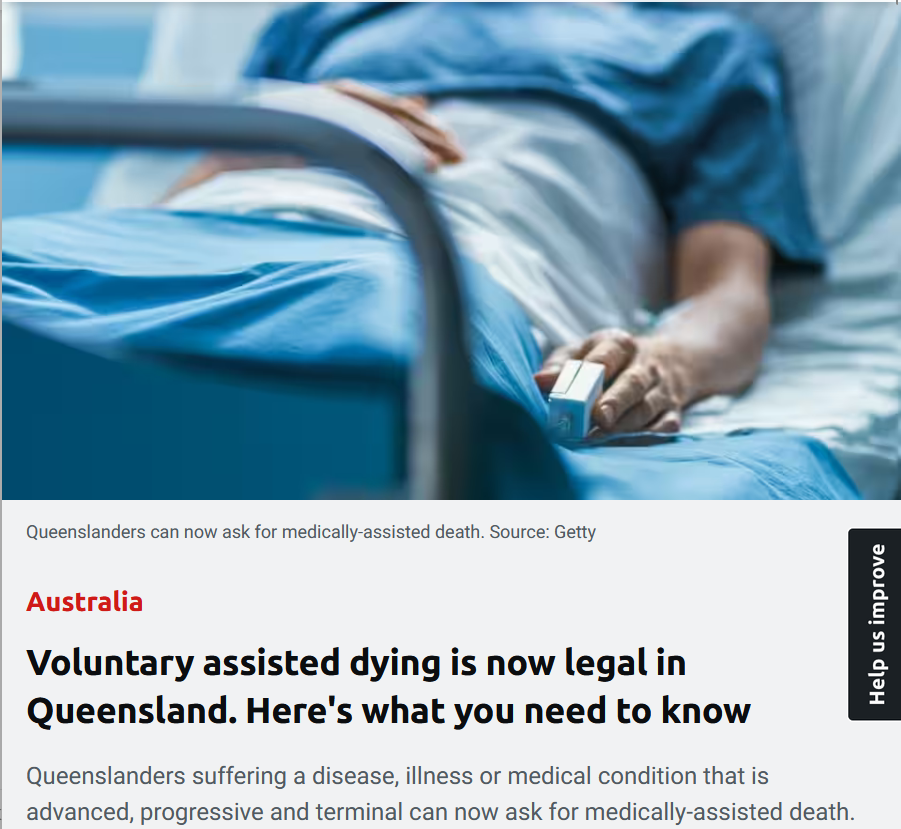 Queenslanders can now ask for medically-assisted death. Source: Getty
Help us improve
Australia
Voluntary assisted dying is now legal in
Queensland. Here's what you need to know
Queenslanders suffering a disease, illness or medical condition that is
advanced, progressive and terminal can now ask for medically-assisted death.